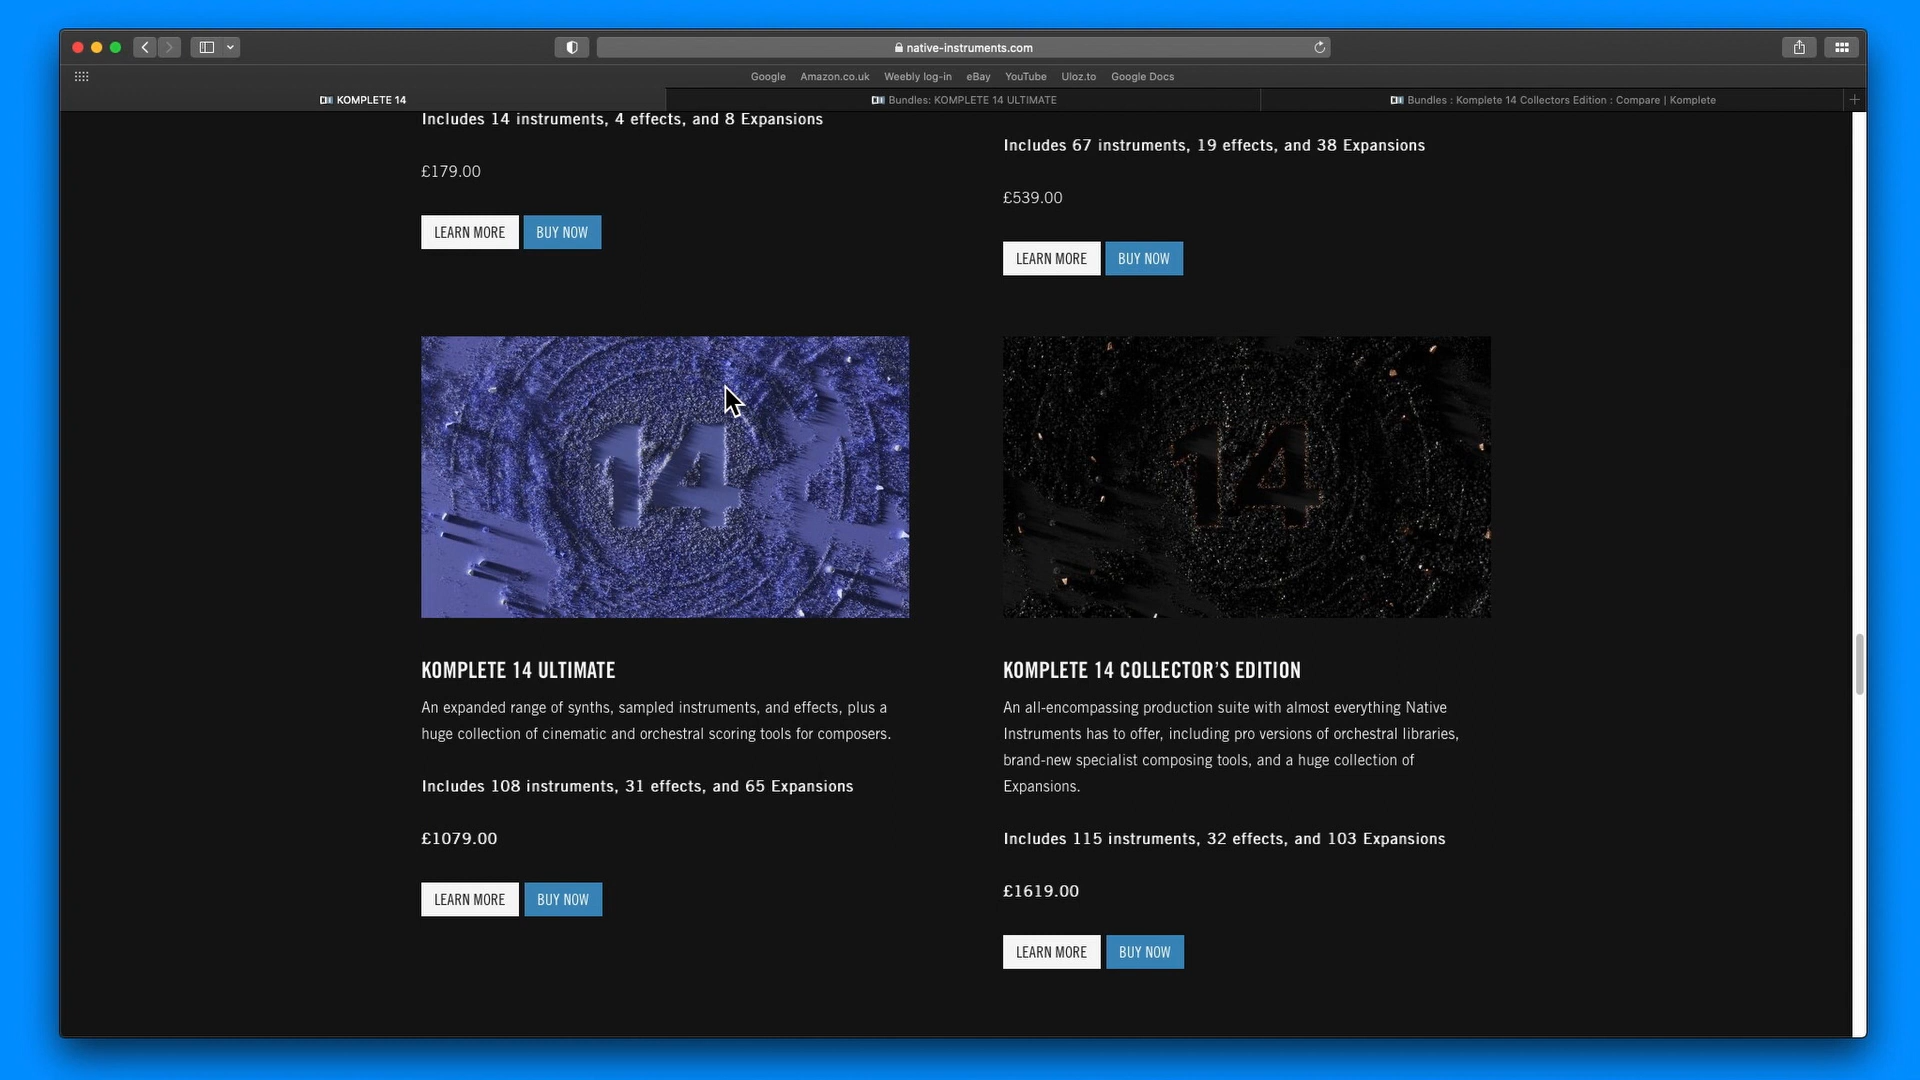 native-instruments.com
Google Amazon.co.uk Weebly log-in eBay YouTube Uloz.to Google Docs
KOMPLETE 14
Bundles: KOMPLETE 14 ULTIMATE
Bundles : Komplete 14 Collectors Edition : Compare | Komplete
Includes 14 instruments, 4 effects, and 8 Expansions
£179.00
LEARN MORE BUY NOW
Includes 67 instruments, 19 effects, and 38 Expansions
£539.00
LEARN MORE BUY NOW
14
KOMPLETE 14 ULTIMATE
An expanded range of synths, sampled instruments, and effects, plus a
huge collection of cinematic and orchestral scoring tools for composers.
Includes 108 instruments, 31 effects, and 65 Expansions
£1079.00
LEARN MORE BUY NOW
14
KOMPLETE 14 COLLECTOR’S EDITION
An all-encompassing production suite with almost everything Native
Instruments has to offer, including pro versions of orchestral libraries,
brand-new specialist composing tools, and a huge collection of
Expansions.
Includes 115 instruments, 32 effects, and 103 Expansions
£1619.00
LEARN MORE BUY NOW